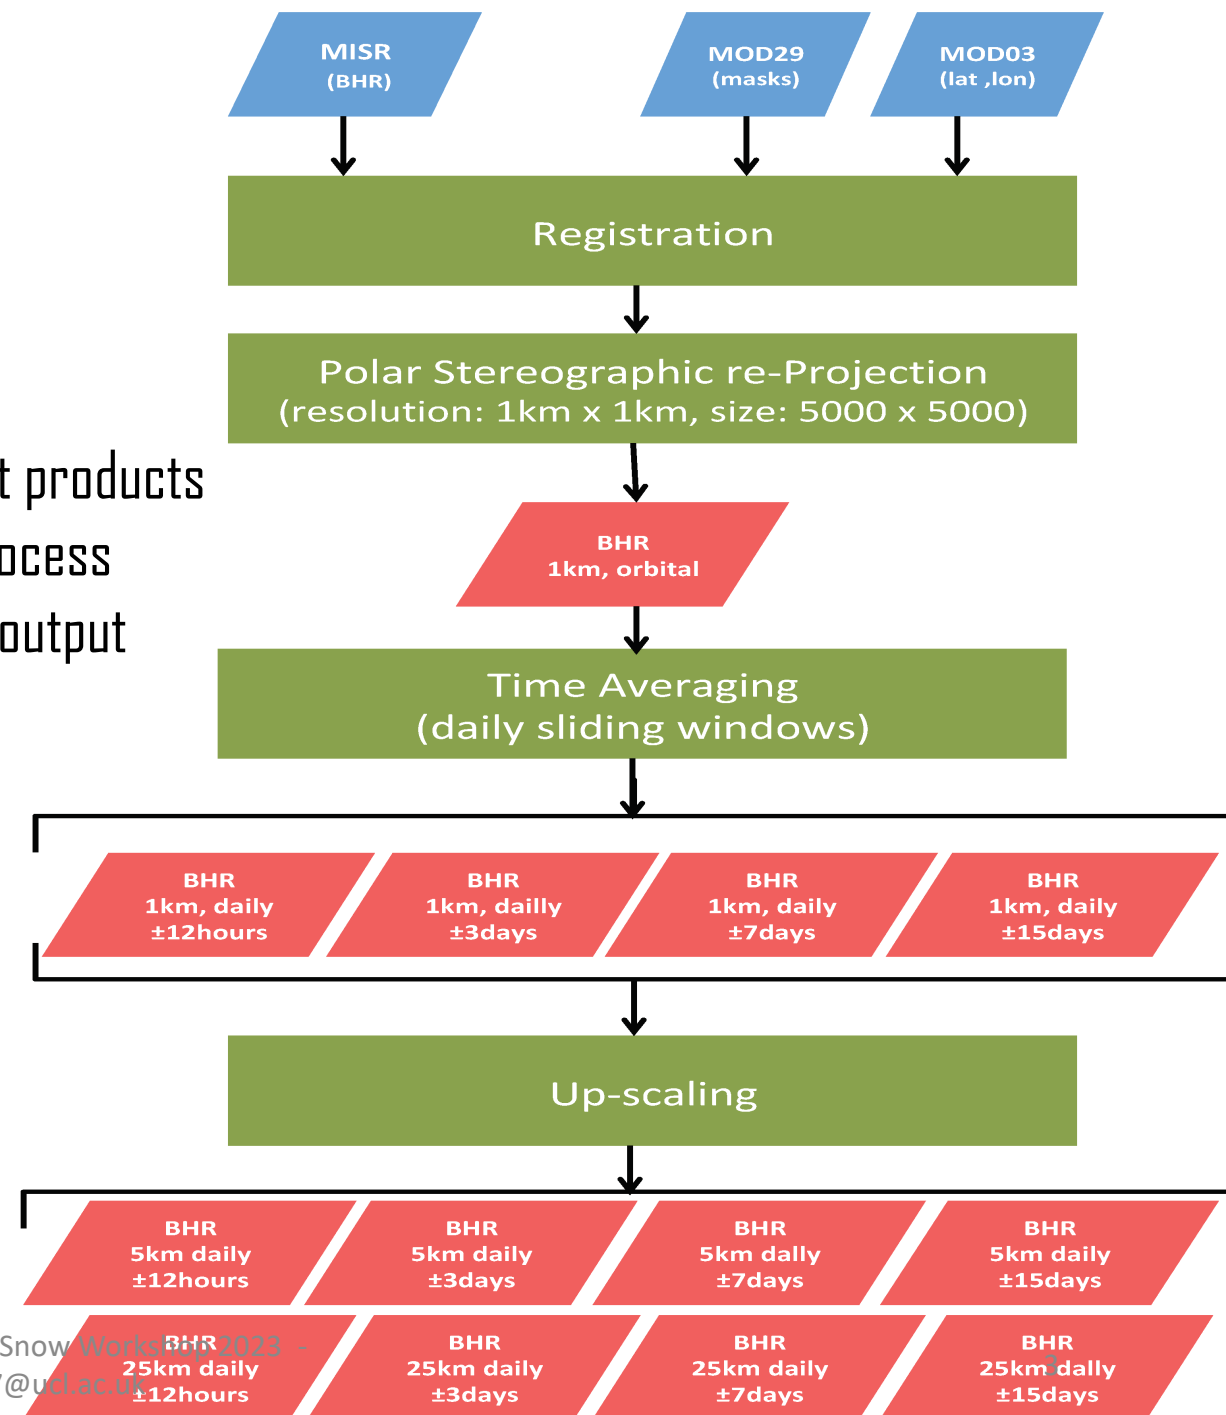 MISR
(BHR)
MOD29
(masks)
MOD03
(lat ,lon)
Registration
Polar Stereographic re-Projection
(resolution: 1km x 1km, size: 5000 x 5000)
t products
ocess
output
BHR
1km, orbital
Time Averaging
(daily sliding windows)
BHR
1km, daily
±12hours
BHR
1km, dailly
±3days
BHR
1km, daily
±7days
BHR
1km, daily
±15days
Up-scaling
BHR
5km daily
±12hours
BHR
5km daily
±3days
BHR
5km dally
±7days
BHR
5km daily
±15days
BHR
25km daily
±12hours
BHR
25km daily
±3days
BHR
25km daily
±7days
BHR
25km dally
±15days
Snow Workshop 2023 -
@ucl.ac.uk
3